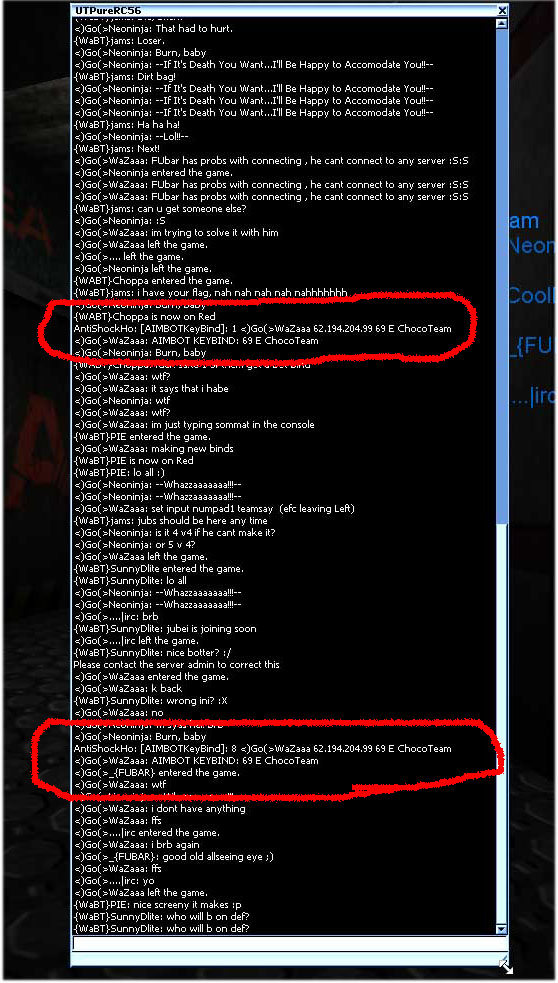 UTPureRC56
<)Go(>Neoninja: That had to hurt.
{WaBT}jams: Loser.
<)Go(>Neoninja: Burn, baby
{WaBT}jams: --If It's Death You Want...I'll Be Happy to Accomodate You!!--
{WaBT}jams: Dirt bag!
<)Go(>Neoninja: --If It's Death You Want...I'll Be Happy to Accomodate You!!--
<)Go(>Neoninja: --If It's Death You Want...I'll Be Happy to Accomodate You!!--
<)Go(>Neoninja: --If It's Death You Want...I'll Be Happy to Accomodate You!!--
{WaBT}jams: Ha ha ha!
<)Go(>Neoninja: --Lol!!--
{WaBT}jams: Next!
<)Go(>WaZaaa: FUbar has probs with connecting , he cant connect to any server :S:S
<)Go(>Neoninja entered the game.
<)Go(>WaZaaa: FUbar has probs with connecting , he cant connect to any server :S:S
<)Go(>WaZaaa: FUbar has probs with connecting , he cant connect to any server :S:S
{WaBT}jams: can u get someone else?
<)Go(>Neoninja: :S
<)Go(>WaZaaa: im trying to solve it with him
<)Go(>WaZaaa left the game.
<)Go(>.... left the game.
<)Go(>Neoninja left the game.
{WABT}Choppa entered the game.
{WaBT}jams: i have your flag, nah nah nah nah nahhhhhhh
<)Go(>Neoninja: Burn, baby
{WABT}Choppa is now on Red
AntiShockHo: [AIMBOTKeyBind]: 1 <)Go(>WaZaaa 62.194.204.99 69 E ChocoTeam
<)Go(>WaZaaa: AIMBOT KEYBIND: 69 E ChocoTeam
<)Go(>Neoninja: Burn, baby
<)Go(>WaZaaa: wtf?
<)Go(>WaZaaa: it says that i habe
<)Go(>Neoninja: wtf
<)Go(>WaZaaa: wtf?
<)Go(>WaZaaa: im just typing sommat in the console
{WaBT}PIE entered the game.
<)Go(>WaZaaa: making new binds
{WaBT}PIE is now on Red
{WaBT}PIE: lo all :)
<)Go(>Neoninja: --Whazzaaaaaa!!!--
<)Go(>Neoninja: --Whazzaaaaaa!!!--
<)Go(>WaZaaa: set input numpad1 teamsay  (efc leaving Left)
{WaBT}jams: jubs should be here any time
<)Go(>Neoninja: is it 4 v4 if he cant make it?
<)Go(>Neoninja: or 5 v 4?
<)Go(>WaZaaa left the game.
{WaBT}SunnyDlite entered the game.
{WaBT}SunnyDlite: lo all
<)Go(>Neoninja: --Whazzaaaaaa!!!--
<)Go(>Neoninja: --Whazzaaaaaa!!!--
<)Go(>....|irc: brb
{WaBT}SunnyDlite: jubei is joining soon
<)Go(>....|irc left the game.
{WaBT}SunnyDlite: nice botter? :/
Please contact the server admin to correct this
<)Go(>WaZaaa entered the game.
<)Go(>WaZaaa: k back
{WaBT}SunnyDlite: wrong ini? :X
<)Go(>WaZaaa: no
<)Go(>Neoninja: Burn, baby
AntiShockHo: [AIMBOTKeyBind]: 8 <)Go(>WaZaaa 62.194.204.99 69 E ChocoTeam
<)Go(>WaZaaa: AIMBOT KEYBIND: 69 E ChocoTeam
<)Go(>_{FUBAR} entered the game.
<)Go(>WaZaaa: wtf
<)Go(>WaZaaa: i dont have anything
<)Go(>WaZaaa: ffs
<)Go(>....|irc entered the game.
<)Go(>WaZaaa: i brb again
<)Go(>_{FUBAR}: good old allseeing eye ;)
<)Go(>WaZaaa: ffs
<)Go(>....|irc: yo
<)Go(>WaZaaa left the game.
{WaBT}PIE: nice screeny it makes :p
{WaBT}SunnyDlite: who will b on def?
{WaBT}SunnyDlite: who will b on def?
am
Neon
Cool
_{FU
...|irc